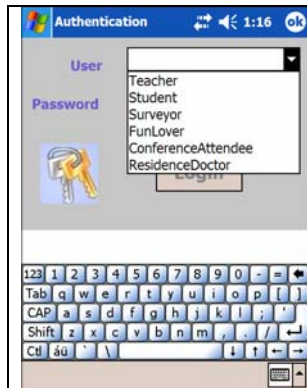 Authentication 1:16 ok
User
Teacher
Password
Student
Surveyor
FunLover
ConferenceAttendee
ResidenceDoctor
Login
123 1 2 3 4 5 6 7 8 9 0 - =
Tab q w e r t y u i o p [ ]
CAP a s d f g h j k l ; '
Shift z x c v b n m , . /
Ctl áü ` \